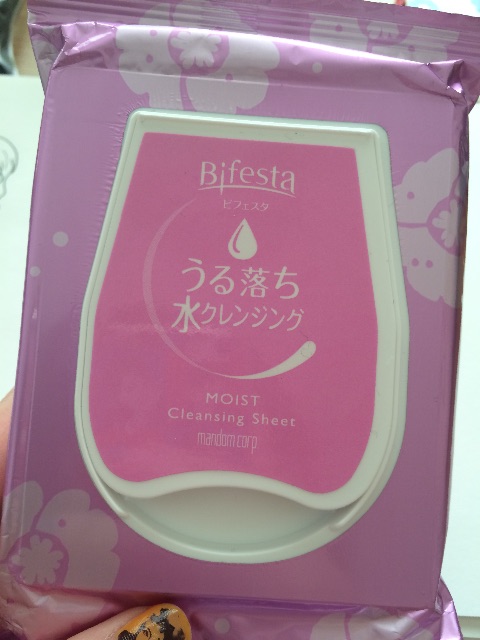 Bifesta
ビフェスタ
うる落ち
水クレンジング
MOIST
Cleansing Sheet
mandom corp